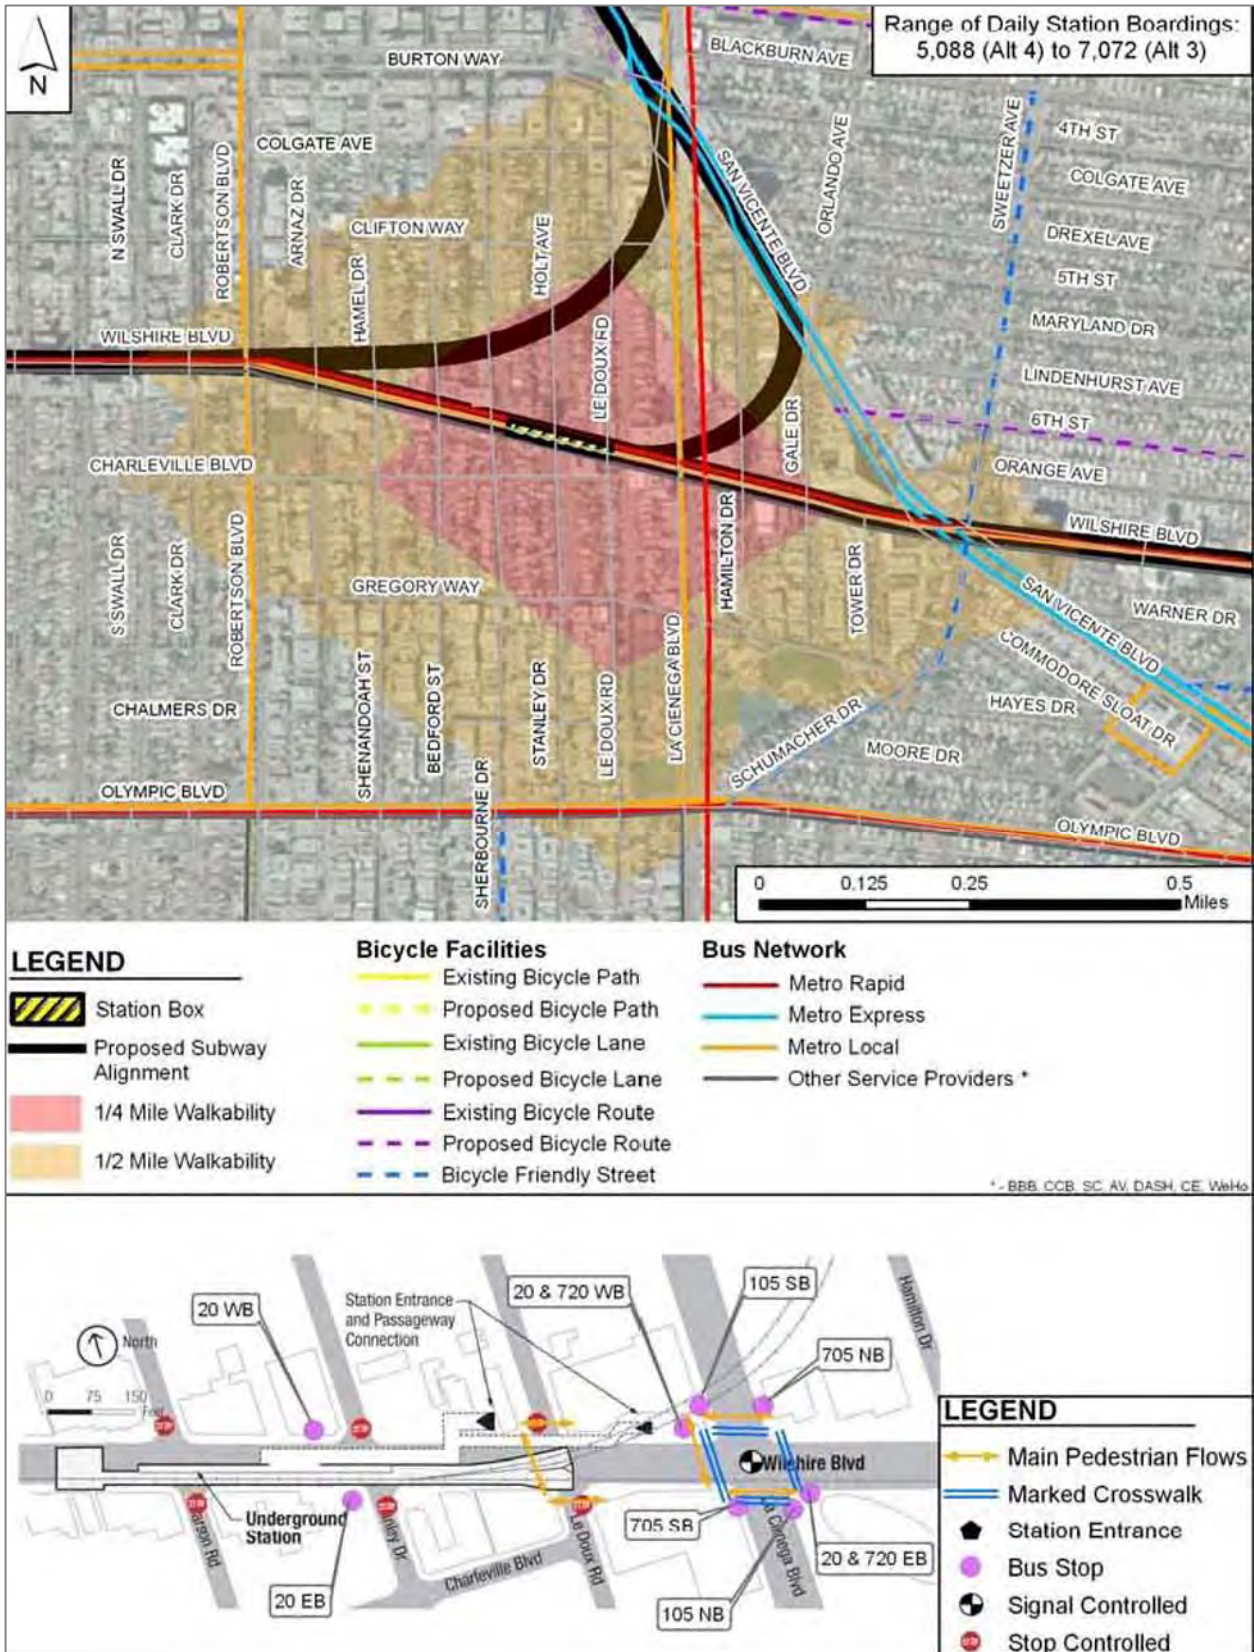 Range of Daily Station Boardings:
5,088 (Alt 4) to 7,072 (Alt 3)
N
BURTON WAY
BLACKBURN AVE
COLGATE AVE
4TH ST
COLGATE AVE
N SWALL DR
CLARK DR
ROBERTSON BLVD
ARNAZ DR
CLIFTON WAY
HAMEL DR
HOLT AVE
SAN VICENTE BLVD
ORLANDO AVE
SWEETZER AVE
DREXEL AVE
5TH ST
MARYLAND DR
WILSHIRE BLVD
LE DOUX RD
LINDENHURST AVE
6TH ST
GALE DR
ORANGE AVE
CHARLEVILLE BLVD
WILSHIRE BLVD
S SWALL DR
CLARK DR
ROBERTSON BLVD
GREGORY WAY
HAMILTON DR
TOWER DR
SAN VICENTE BLVD
WARNER DR
COMMODORE SLOAT DR
HAYES DR
MOORE DR
SCHUMACHER DR
CHALMERS DR
SHENANDOAH ST
BEDFORD ST
STANLEY DR
LE DOUX RD
LA CIENEGA BLVD
SHERBOURNE DR
OLYMPIC BLVD
OLYMPIC BLVD
0 0.125 0.25 0.5
Miles
LEGEND
Station Box
Proposed Subway
Alignment
1/4 Mile Walkability
1/2 Mile Walkability
Bicycle Facilities
Existing Bicycle Path
Proposed Bicycle Path
Existing Bicycle Lane
Proposed Bicycle Lane
Existing Bicycle Route
Proposed Bicycle Route
Bicycle Friendly Street
Bus Network
Metro Rapid
Metro Express
Metro Local
Other Service Providers *
* - BBB, CCB, SC, AV, DASH, CE, WeHo
North
0 75 150
Feet
20 WB
Station Entrance
and Passageway
Connection
20 & 720 WB
105 SB
Hamilton Dr
705 NB
Wilshire Blvd
Underground
Station
Charleville Blvd
Le Doux Rd
La Cienega Blvd
20 EB
705 SB
105 NB
20 & 720 EB
LEGEND
Main Pedestrian Flows
Marked Crosswalk
Station Entrance
Bus Stop
Signal Controlled
STOP
Stop Controlled